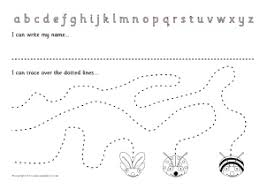 a b c d e f g h i j k l m n o p q r s t u v w x y z
I can write my name...
I can trace over the dotted lines...